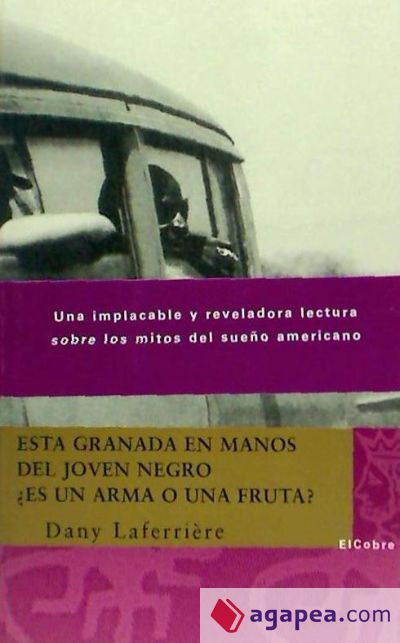 Una implacable y reveladora lectura
sobre los mitos del sueño americano
ESTA GRANADA EN MANOS
DEL JOVEN NEGRO
¿ES UN ARMA O UNA FRUTA?
Dany Laferrière
ElCobre
agapea.com